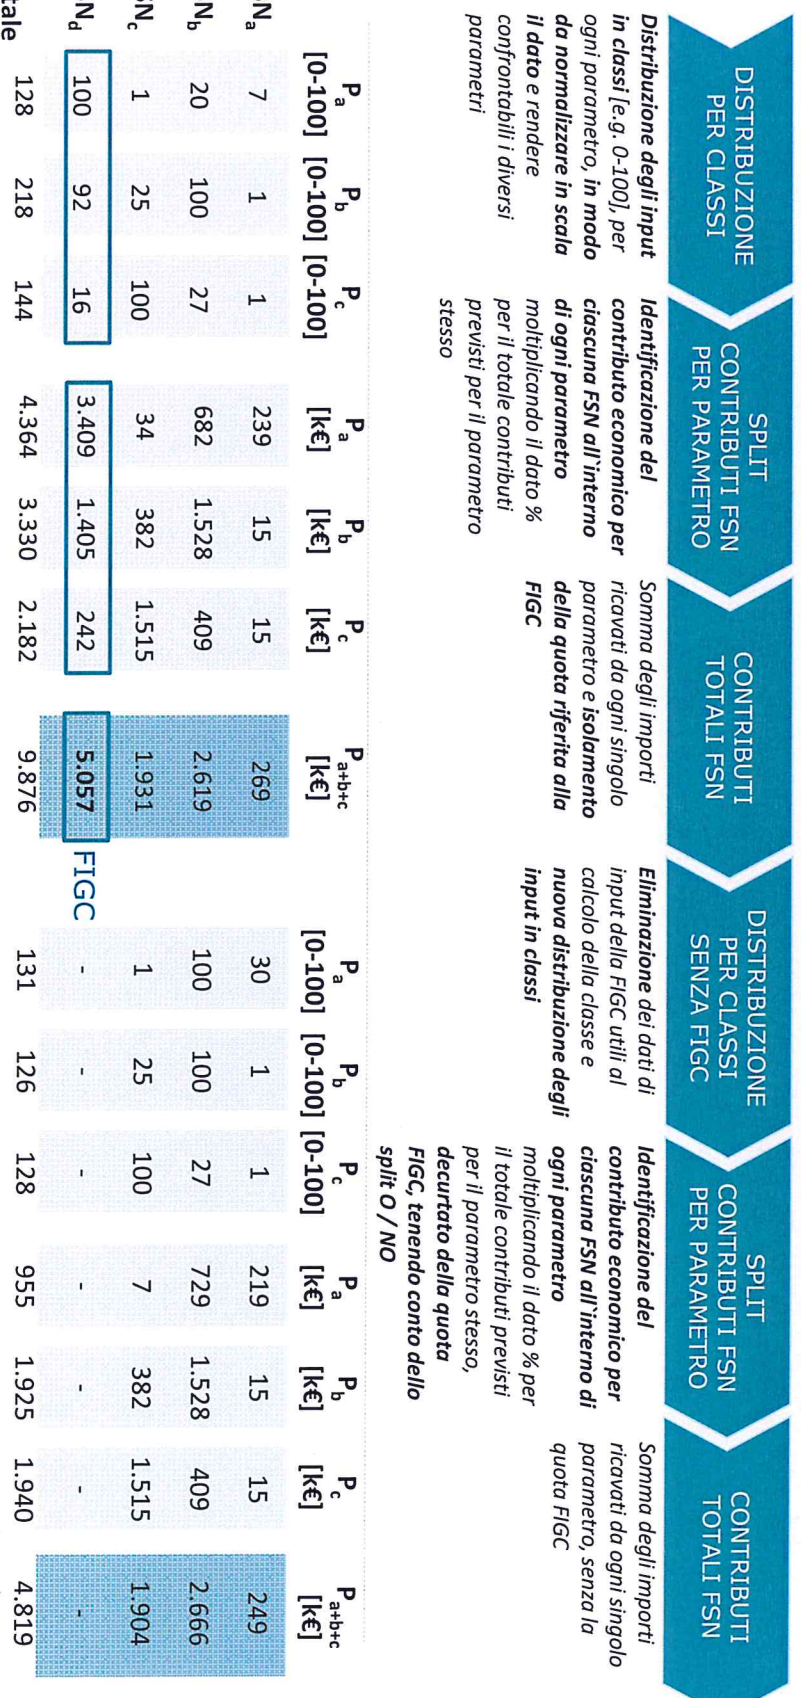 DISTRIBUZIONE
PER CLASSI
SPLIT
CONTRIBUTI FSN
PER PARAMETRO
CONTRIBUTI
TOTALI FSN
DISTRIBUZIONE
PER CLASSI
SENZA FIGC
SPLIT
CONTRIBUTI FSN
PER PARAMETRO
CONTRIBUTI
TOTALI FSN
Distribuzione degli input
in classi [e.g. 0-100], per
ogni parametro, in modo
da normalizzare in scala
il dato e rendere
confrontabili i diversi
parametri
Identificazione del
contributo economico per
ciascuna FSN all`interno
di ogni parametro
moltiplicando il dato %
per il totale contributi
previsti per il parametro
stesso
Somma degli importi
ricavati da ogni singolo
parametro e isolamento
della quota riferita alla
FIGC
Eliminazione dei dati di
input della FIGC utili al
calcolo della classe e
nuova distribuzione degli
input in classi
Identificazione del
contributo economico per
ciascuna FSN all`interno di
ogni parametro
moltiplicando il dato % per
il totale contributi previsti
per il parametro stesso,
decurtato della quota
FIGC, tenendo conto dello
split O / NO
Somma degli importi
ricavati da ogni singolo
parametro, senza la
quota FIGC
Pa Pb Pc Pa Pb Pc Pa+b+c Pa Pb Pc Pa Pb Pc Pa+b+c
[0-100] [0-100] [0-100] [k€] [k€] [k€] [k€] [0-100] [0-100] [0-100] [k€] [k€] [k€] [k€]
Na 7 1 1 239 15 15 269 30 1 1 219 15 15 249
Nb 20 100 27 682 1.528 409 2.619 100 100 27 729 1.528 409 2.666
Nc 1 25 100 34 382 1.515 1.931 1 25 100 7 382 1.515 1.904
Nd 100 92 16 3.409 1.405 242 5.057 FIGC - - - - - - -
tale 128 218 144 4.364 3.330 2.182 9.876 131 126 128 955 1.925 1.940 4.819